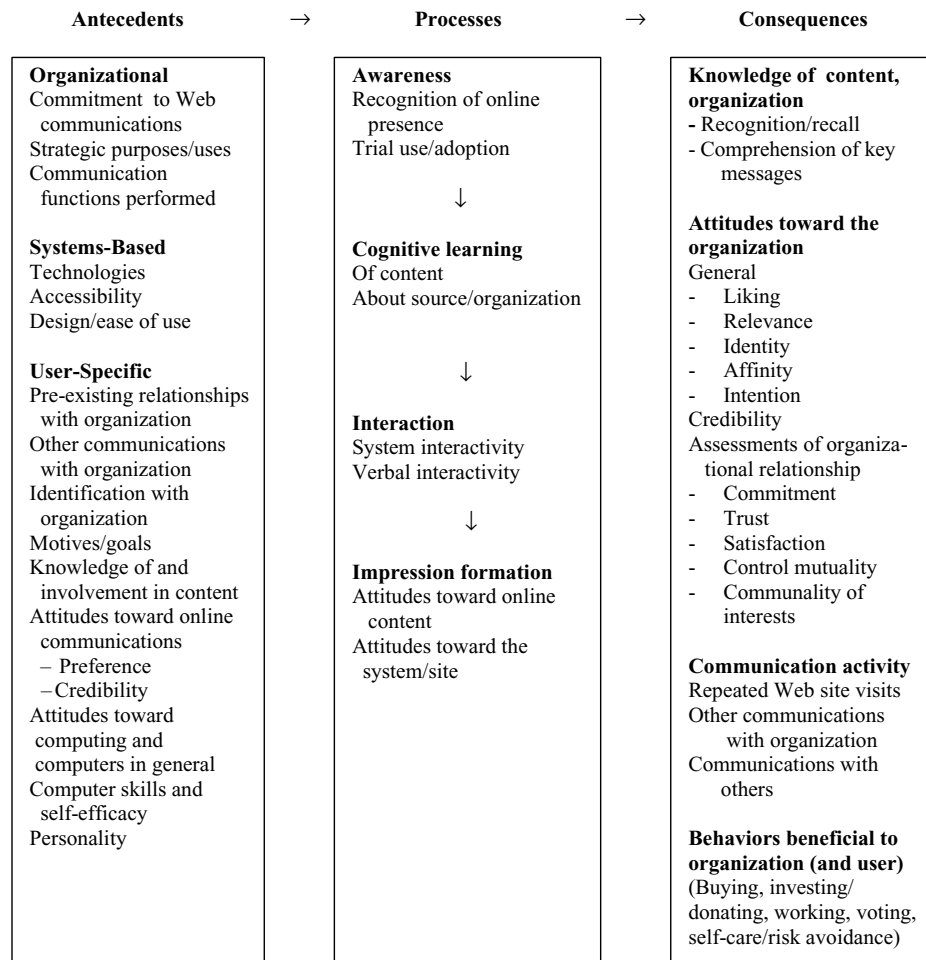 Antecedents → Processes → Consequences
Organizational
Commitment to Web
communications
Strategic purposes/uses
Communication
functions performed
Systems-Based
Technologies
Accessibility
Design/ease of use
User-Specific
Pre-existing relationships
with organization
Other communications
with organization
Identification with
organization
Motives/goals
Knowledge of and
involvement in content
Attitudes toward online
communications
– Preference
– Credibility
Attitudes toward
computing and
computers in general
Computer skills and
self-efficacy
Personality
Awareness
Recognition of online
presence
Trial use/adoption
↓
Cognitive learning
Of content
About source/organization
↓
Interaction
System interactivity
Verbal interactivity
↓
Impression formation
Attitudes toward online
content
Attitudes toward the
system/site
Knowledge of content,
organization
- Recognition/recall
- Comprehension of key
messages
Attitudes toward the
organization
General
- Liking
- Relevance
- Identity
- Affinity
- Intention
Credibility
Assessments of organiza-
tional relationship
- Commitment
- Trust
- Satisfaction
- Control mutuality
- Communality of
interests
Communication activity
Repeated Web site visits
Other communications
with organization
Communications with
others
Behaviors beneficial to
organization (and user)
(Buying, investing/
donating, working, voting,
self-care/risk avoidance)